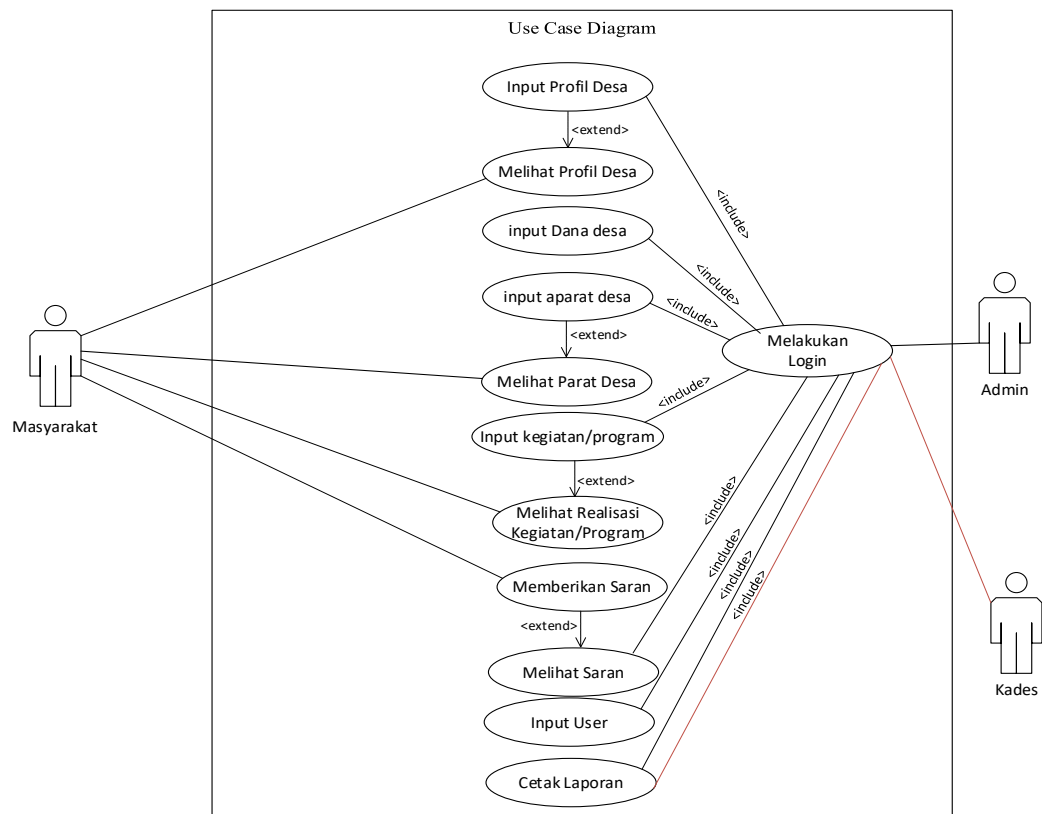 Use Case Diagram
Input Profil Desa
<extend>
Melihat Profil Desa
<include>
input Dana desa
<include>
input aparat desa
<include>
<extend>
Melakukan
Login
Melihat Parat Desa
<include>
Input kegiatan/program
<extend>
Melihat Realisasi
Kegiatan/Program
<include>
<include>
<include>
<include>
Memberikan Saran
<extend>
Melihat Saran
Input User
Cetak Laporan
Masyarakat
Admin
Kades